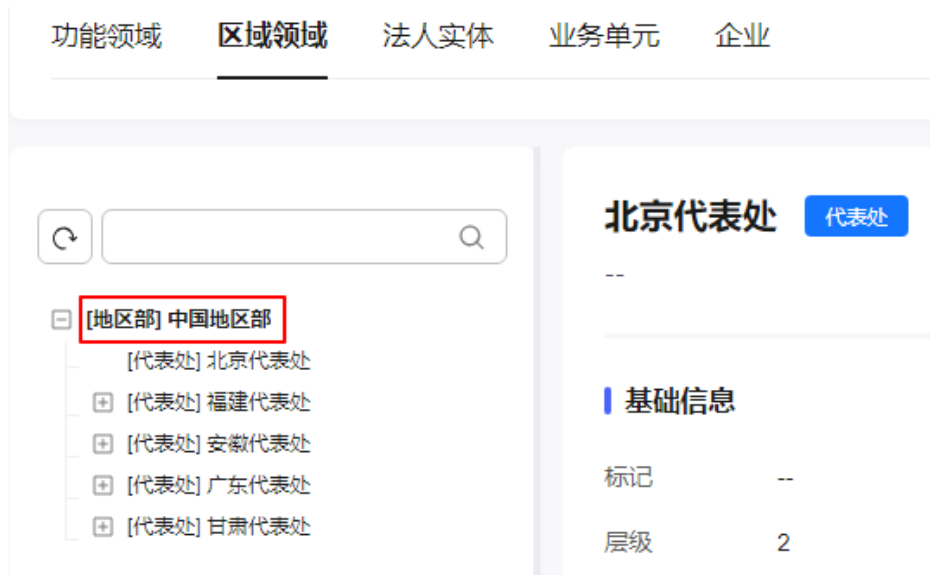 功能领域 区域领域 法人实体 业务单元 企业
北京代表处 代表处
--
[地区部] 中国地区部
[代表处] 北京代表处
[代表处] 福建代表处
[代表处] 安徽代表处
[代表处] 广东代表处
[代表处] 甘肃代表处
基础信息
标记 --
层级 2